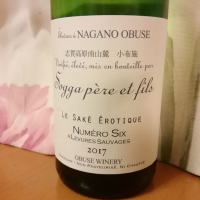 NAGANO OBUSE
志賀高原南山麓 小布施
Vinifié, élevé, mis en bouteille par
Sogga père et fils
LE SAKÉ ÉROTIQUE
NUMÉRO SIX
LEVURES SAUVAGES
2017
OBUSE WINERY